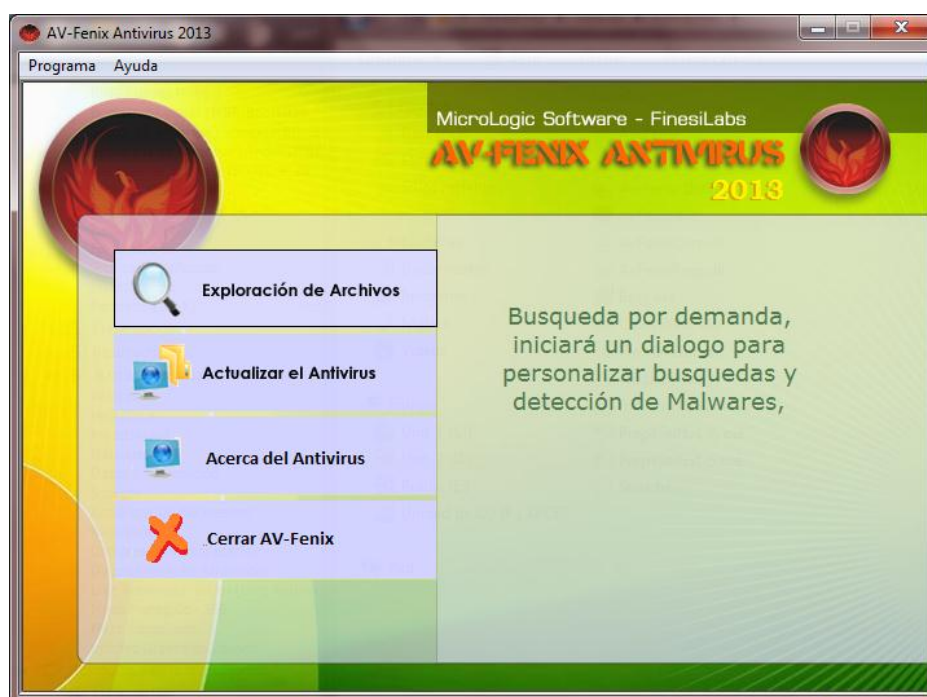 AV-Fenix Antivirus 2013
Programa Ayuda
MicroLogic Software - FinesiLabs
AV-FENIX ANTIVIRUS
2013
Exploración de Archivos
Actualizar el Antivirus
Acerca del Antivirus
Cerrar AV-Fenix
Busqueda por demanda,
iniciará un dialogo para
personalizar busquedas y
detección de Malwares,